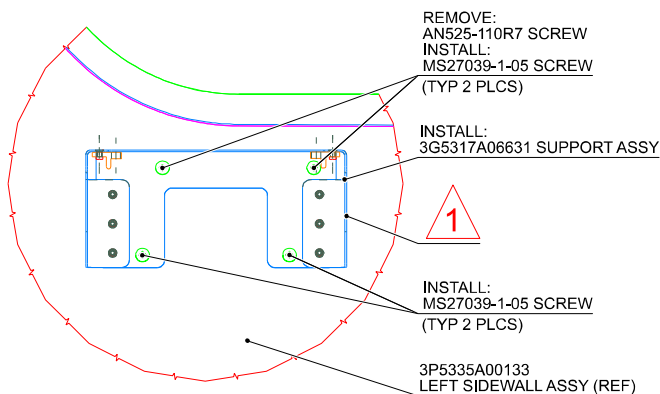 REMOVE:
AN525-110R7 SCREW
INSTALL:
MS27039-1-05 SCREW
(TYP 2 PLCS)
INSTALL:
3G5317A06631 SUPPORT ASSY
1
INSTALL:
MS27039-1-05 SCREW
(TYP 2 PLCS)
3P5335A00133
LEFT SIDEWALL ASSY (REF)